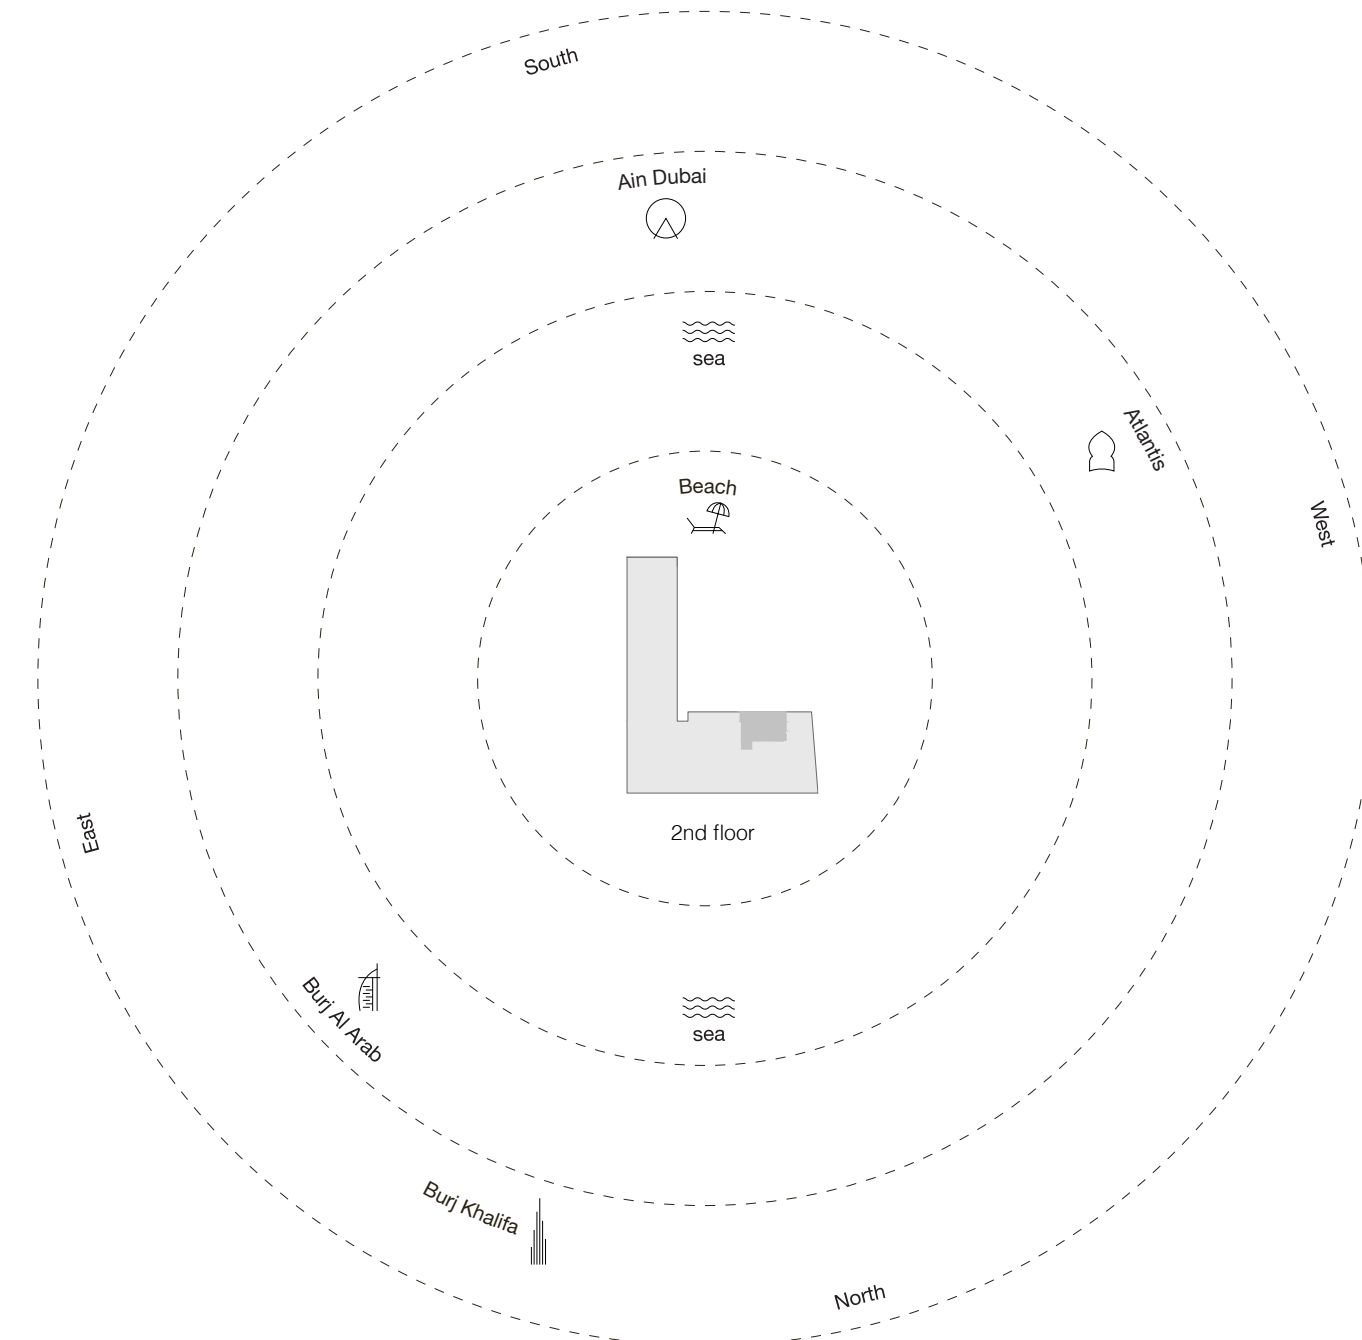 South
Ain Dubai
sea
Atlantis
Beach
West
2nd floor
East
Burj Al Arab
sea
Burj Khalifa
North